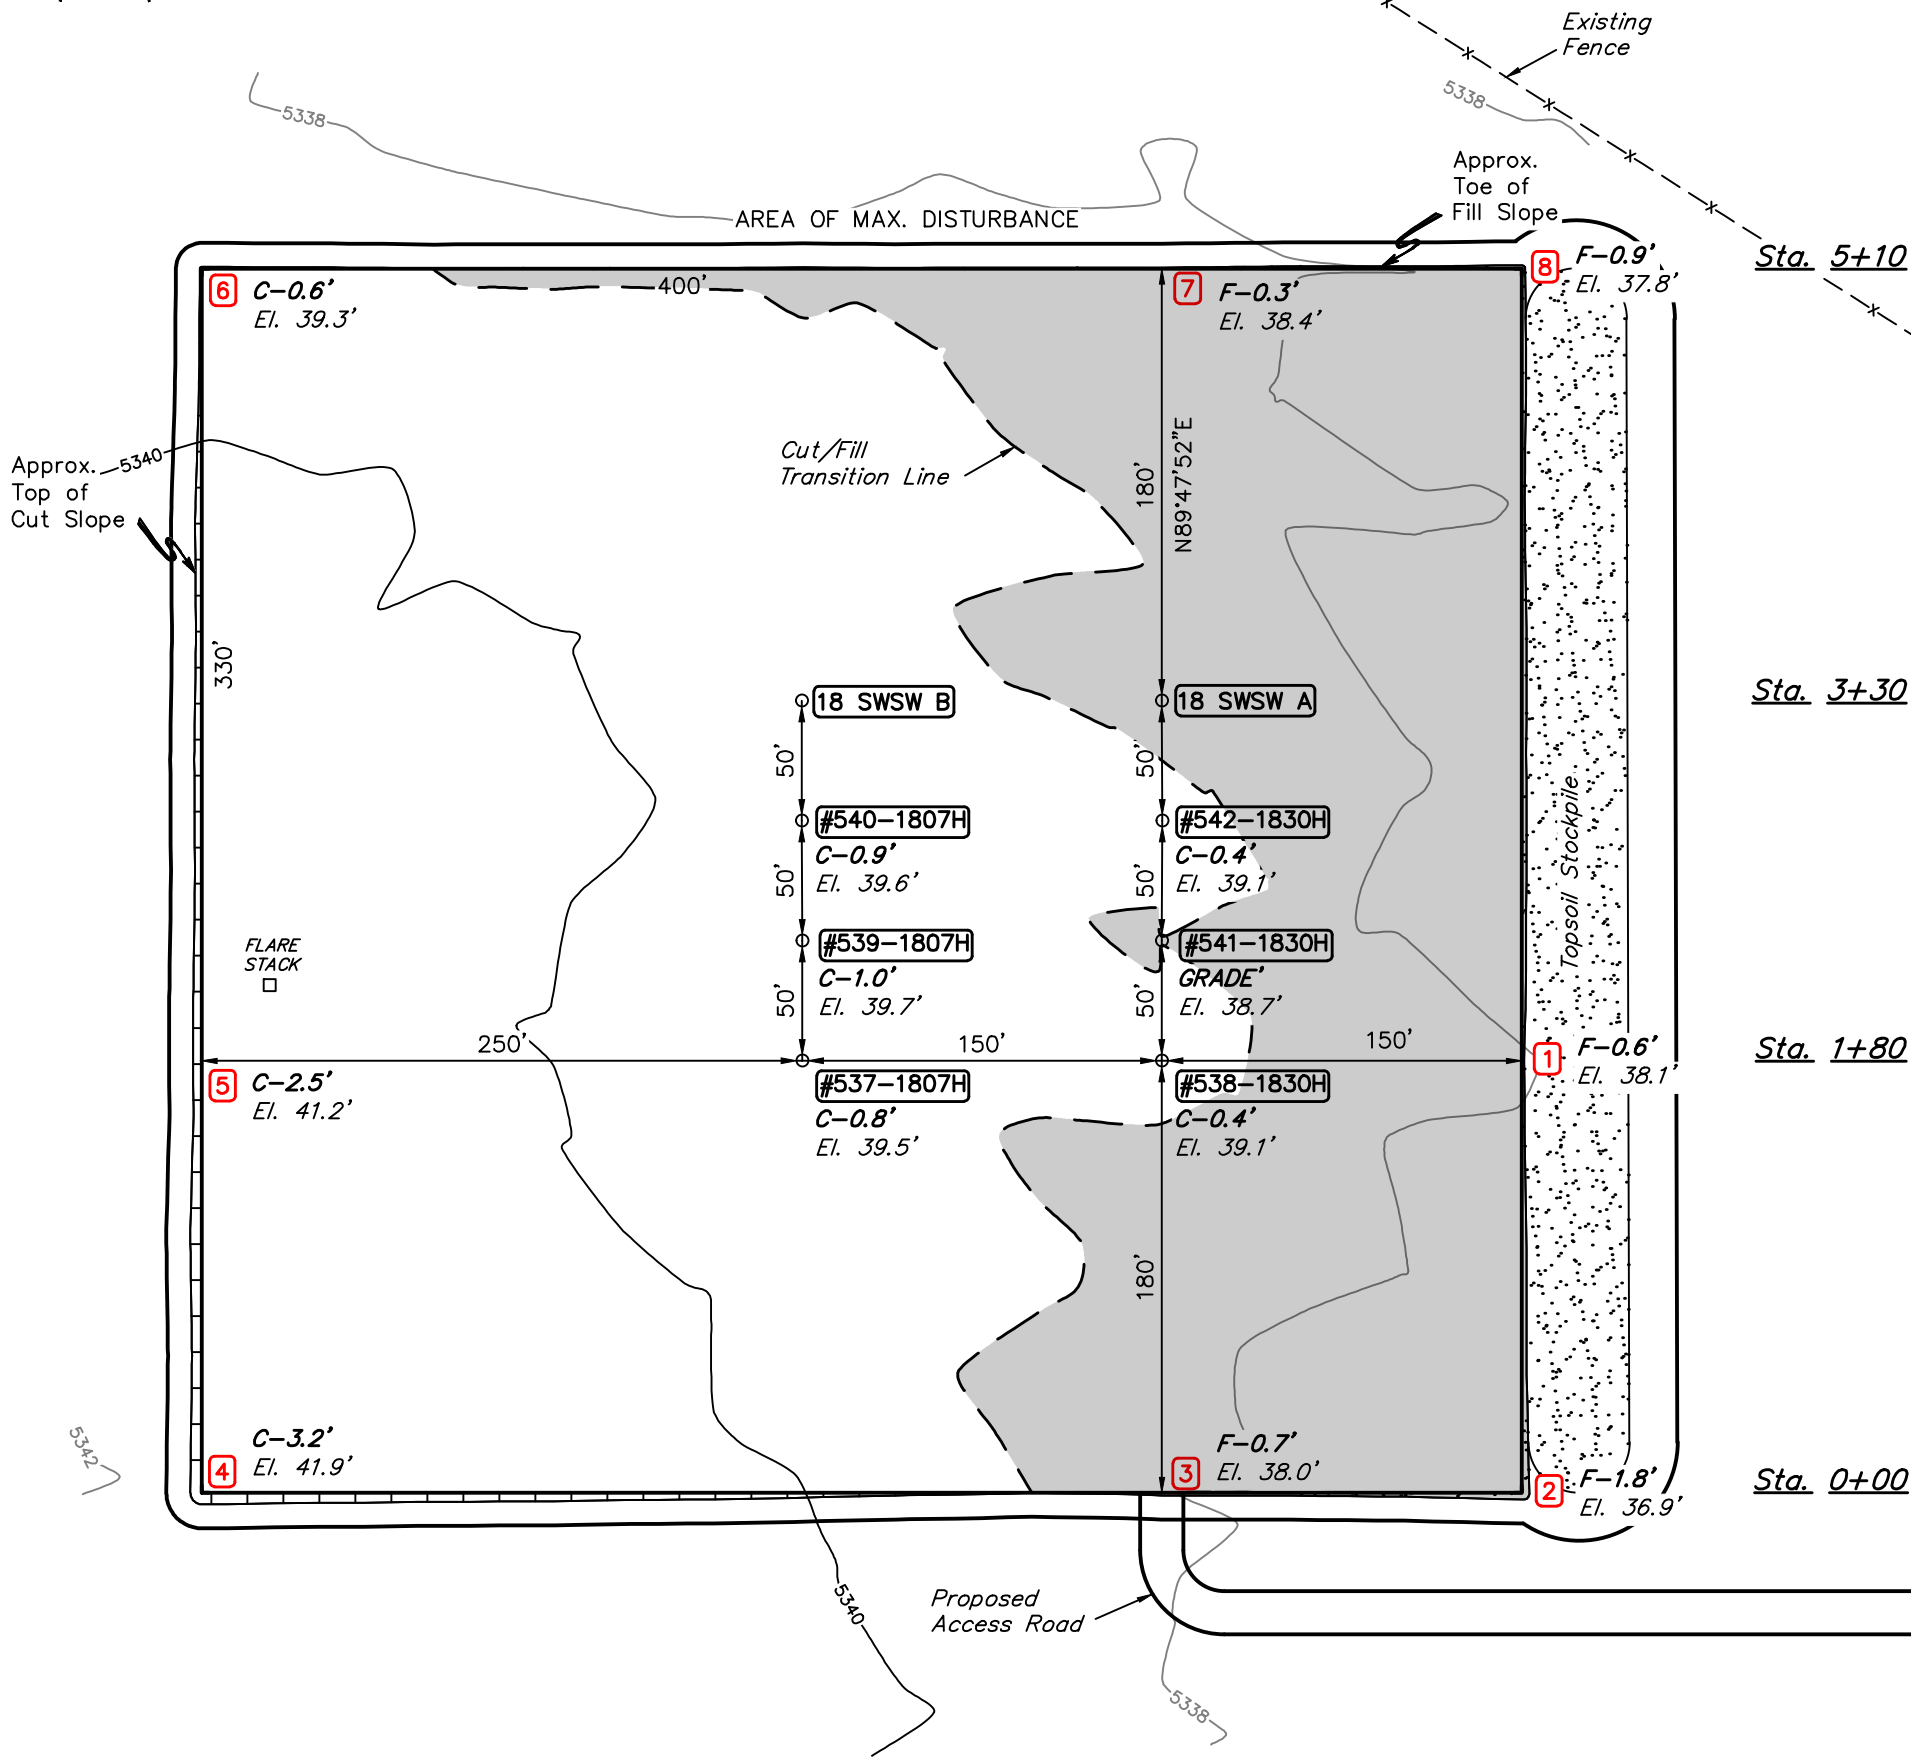 Existing
Fence
5338
5338
Approx.
Toe of
Fill Slope
AREA OF MAX. DISTURBANCE
6 C-0.6'
El. 39.3'
400'
7 F-0.3'
El. 38.4'
8 F-0.9'
El. 37.8'
Sta. 5+10
Approx.
Top of
Cut Slope
5340
Cut/Fill
Transition Line
180'
N89°47'52"E
330'
18 SWSW B
18 SWSW A
Sta. 3+30
50'
50'
#540-1807H
C-0.9'
El. 39.6'
#542-1830H
C-0.4'
El. 39.1'
Topsoil Stockpile
50'
50'
FLARE
STACK
#539-1807H
C-1.0'
El. 39.7'
#541-1830H
GRADE'
El. 38.7'
50'
50'
250'
150'
150'
5 C-2.5'
El. 41.2'
#537-1807H
C-0.8'
El. 39.5'
#538-1830H
C-0.4'
El. 39.1'
1 F-0.6'
El. 38.1'
Sta. 1+80
180'
5342
4 C-3.2'
El. 41.9'
3 F-0.7'
El. 38.0'
2 F-1.8'
El. 36.9'
Sta. 0+00
5340
Proposed
Access Road
5338